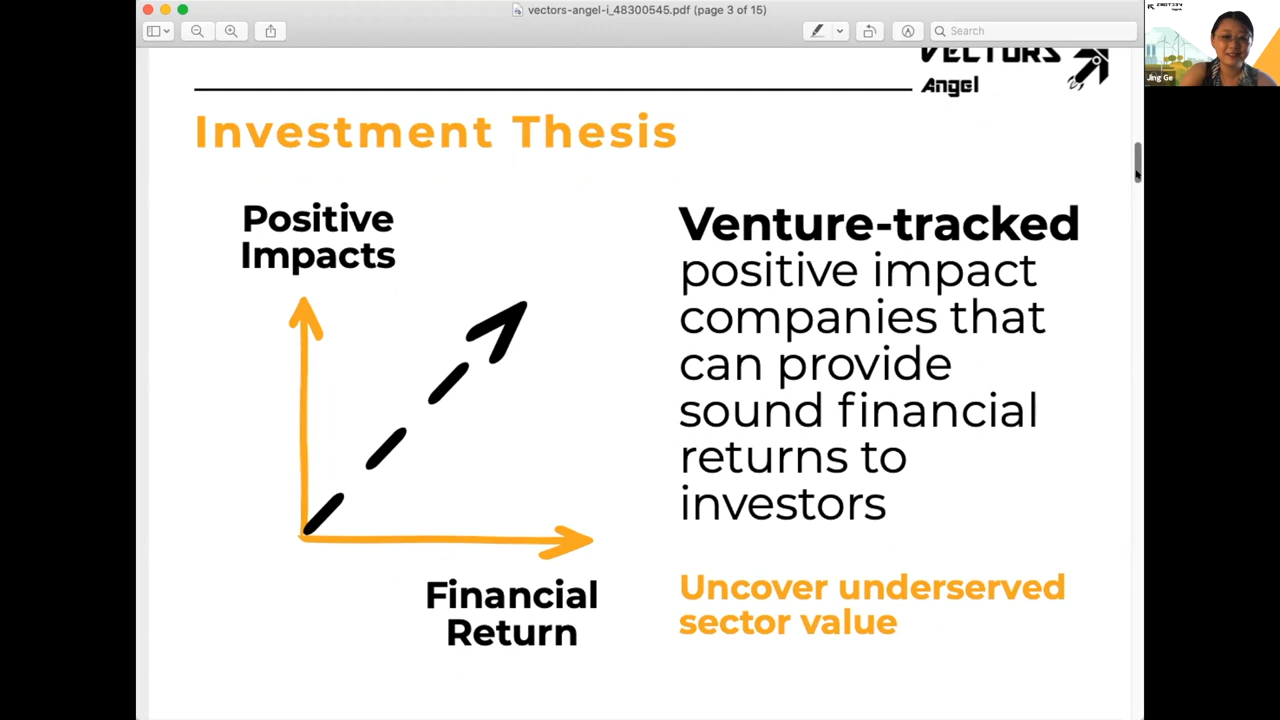 vectors-angel-i_48300545.pdf (page 3 of 15)
Search
VECTORS
Angel
Jing Ge
Investment Thesis
Positive
Impacts
Financial
Return
Venture-tracked
positive impact
companies that
can provide
sound financial
returns to
investors
Uncover underserved
sector value